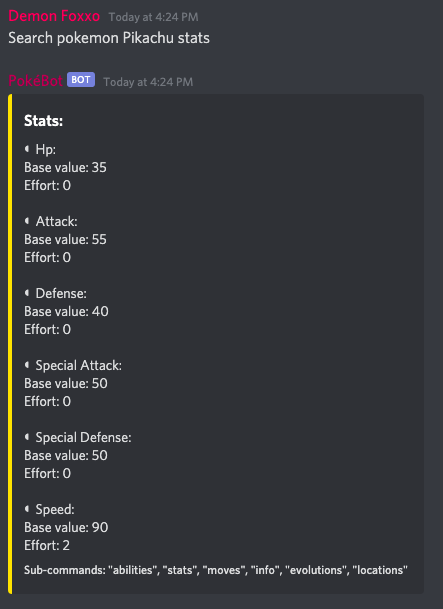 Demon Foxxo Today at 4:24 PM
Search pokemon Pikachu stats
PokéBot BOT Today at 4:24 PM
Stats:
Hp:
Base value: 35
Effort: 0
Attack:
Base value: 55
Effort: 0
Defense:
Base value: 40
Effort: 0
Special Attack:
Base value: 50
Effort: 0
Special Defense:
Base value: 50
Effort: 0
Speed:
Base value: 90
Effort: 2
Sub-commands: "abilities", "stats", "moves", "info", "evolutions", "locations"